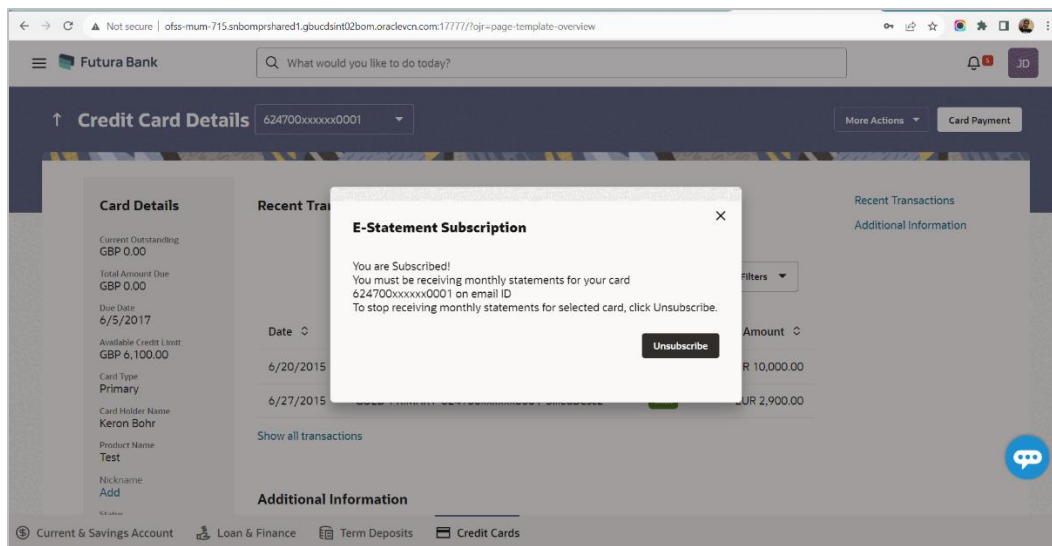 Not secure | ofss-mum-715.snbomprshared1.gbucdsint02bom.oraclevcn.com:17777/?ojr=page-template-overview
Futura Bank
What would you like to do today?
5
JD
Credit Card Details
624700xxxxxx0001
More Actions
Card Payment
Card Details
Current Outstanding
GBP 0.00
Total Amount Due
GBP 0.00
Due Date
6/5/2017
Available Credit Limit
GBP 6,100.00
Card Type
Primary
Card Holder Name
Keron Bohr
Product Name
Test
Nickname
Add
Status
Recent Tra
E-Statement Subscription
You are Subscribed!
You must be receiving monthly statements for your card
624700xxxxxx0001 on email ID
To stop receiving monthly statements for selected card, click Unsubscribe.
Unsubscribe
Filters
Date
Amount
6/20/2015
R 10,000.00
6/27/2015
EUR 2,900.00
Show all transactions
Additional Information
Recent Transactions
Additional Information
Current & Savings Account
Loan & Finance
Term Deposits
Credit Cards